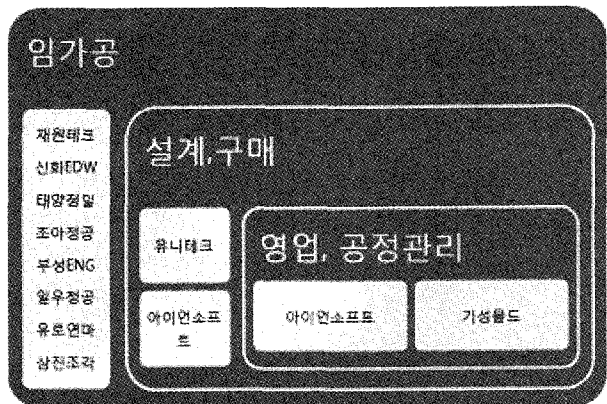 임가공
재원테크
신화EDW
태양정밀
조아정공
부성ENG
일우정공
유로연마
삼진조각
설계,구매
유니테크
아이언소프
트
영업, 공정관리
아이언소프트
기성몰드